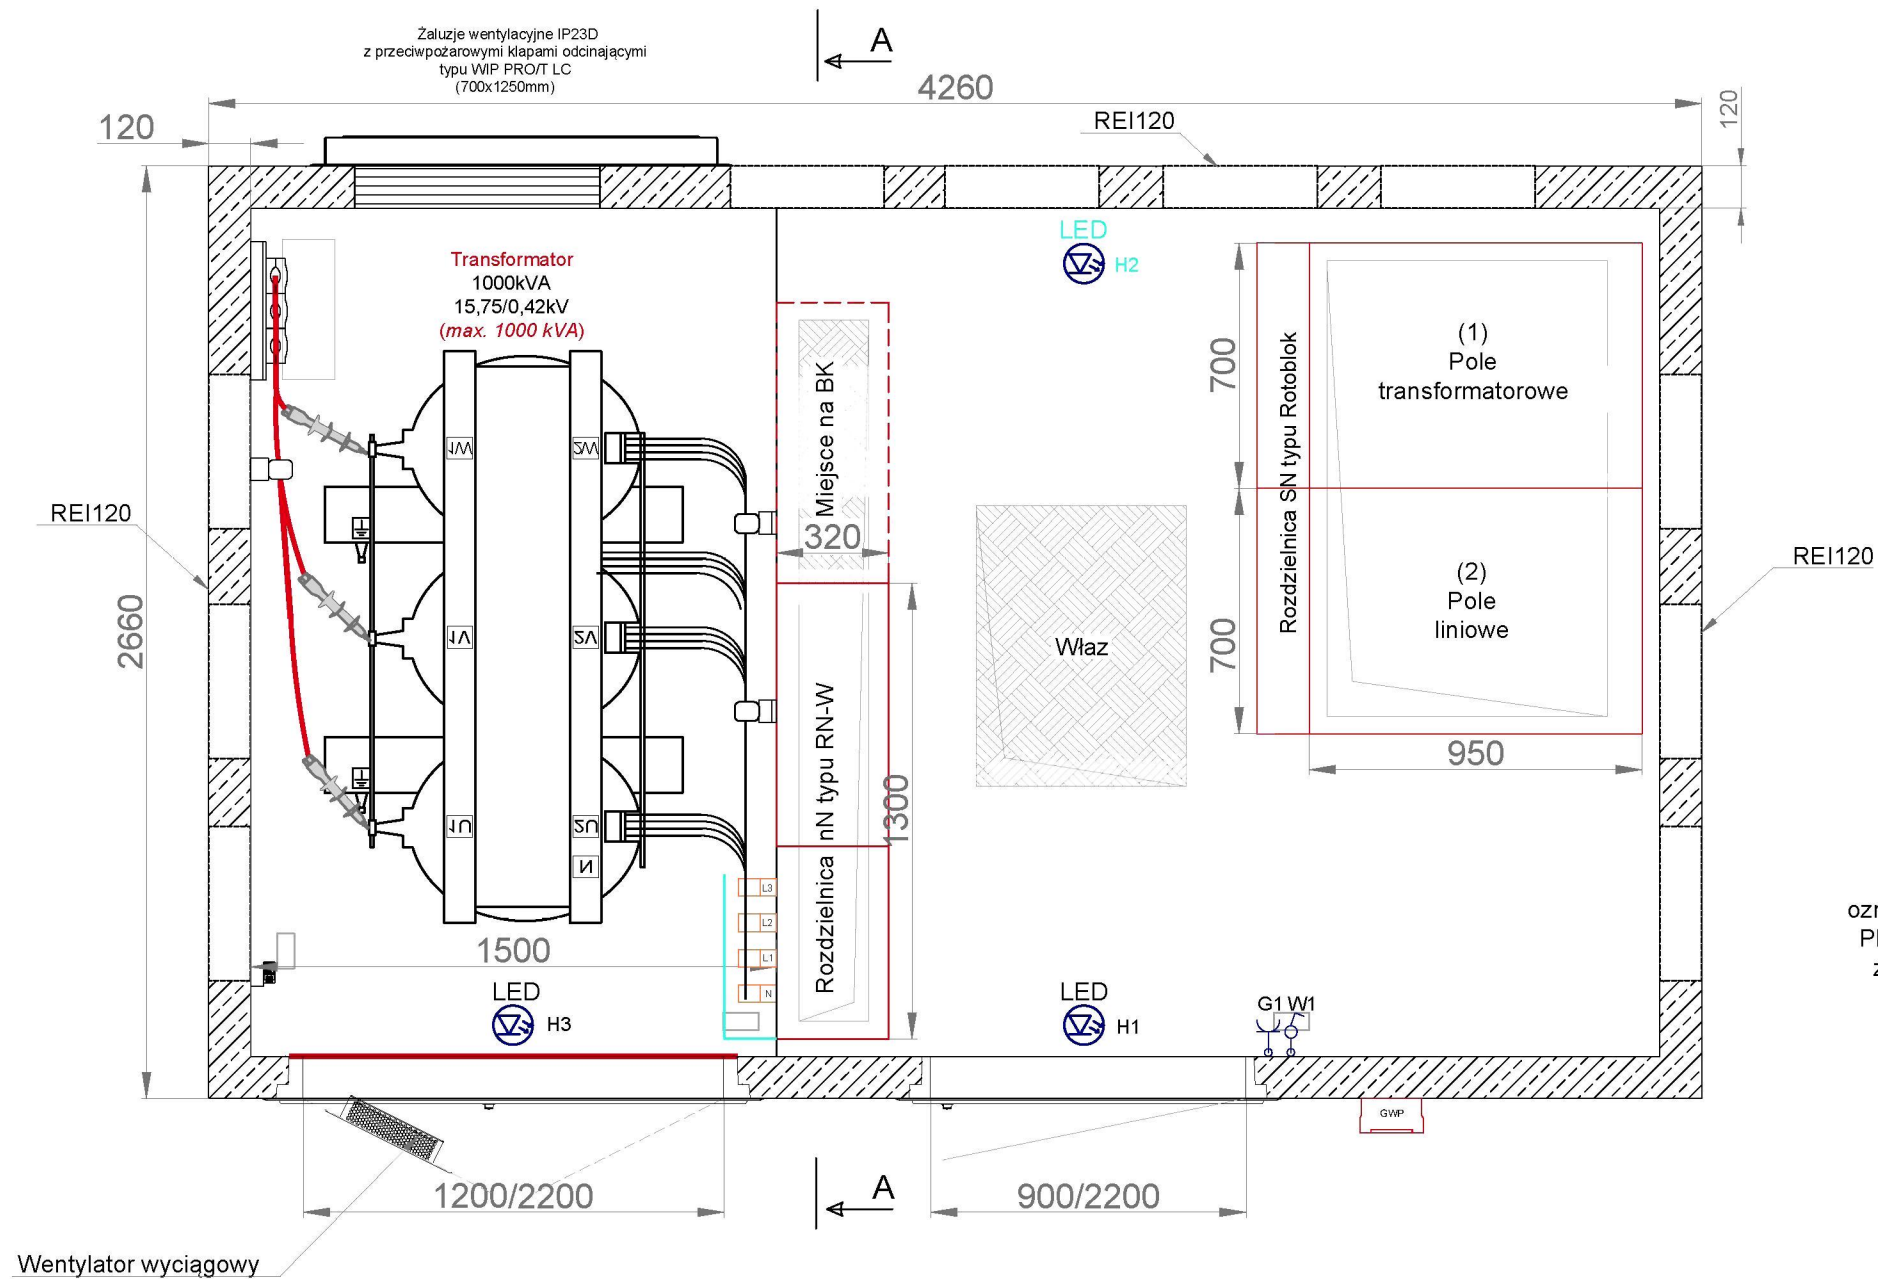 Żaluzje wentylacyjne IP23D
z przeciwpożarowymi klapami odcinającymi
typu WIP PRO/T LC
(700x1250mm)
A
4260
120
REI120
120
LED
H2
Transformator
1000kVA
15,75/0,42kV
(max. 1000 kVA)
700
Rozdzielnica SN typu Rotoblok
(1)
Pole
transformatorowe
Miejsce na BK
1W
2W
REI120
320
REI120
2660
1V
2V
Właz
700
(2)
Pole
liniowe
Rozdzielnica nN typu RN-W
1300
950
1U
2U
N
L3
L2
L1
N
1500
LED
H3
LED
H1
G1 W1
ozn
z
GWP
1200/2200
A
900/2200
Wentylator wyciągowy